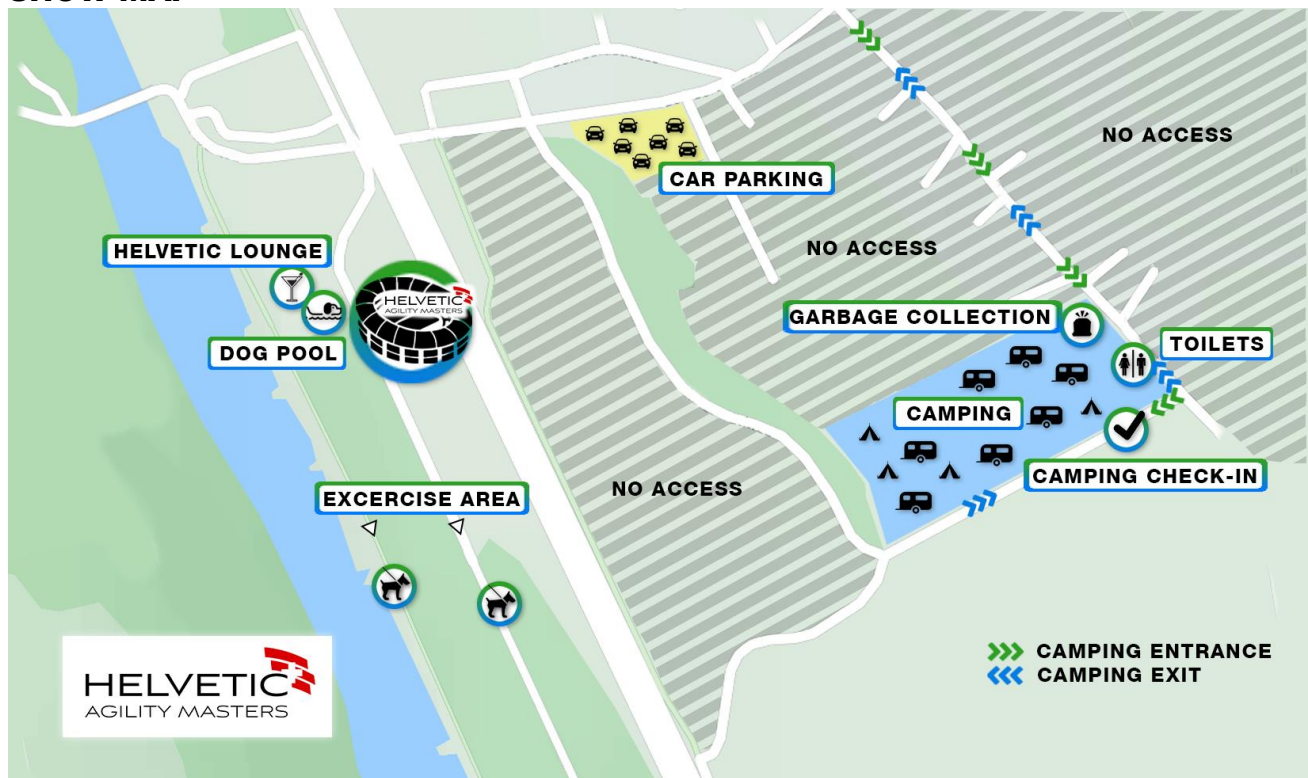 NO ACCESS
CAR PARKING
HELVETIC LOUNGE
NO ACCESS
HELVETIC
AGILITY MASTERS
GARBAGE COLLECTION
DOG POOL
TOILETS
CAMPING
CAMPING CHECK-IN
EXCERCISE AREA
NO ACCESS
HELVETIC
AGILITY MASTERS
CAMPING ENTRANCE
CAMPING EXIT